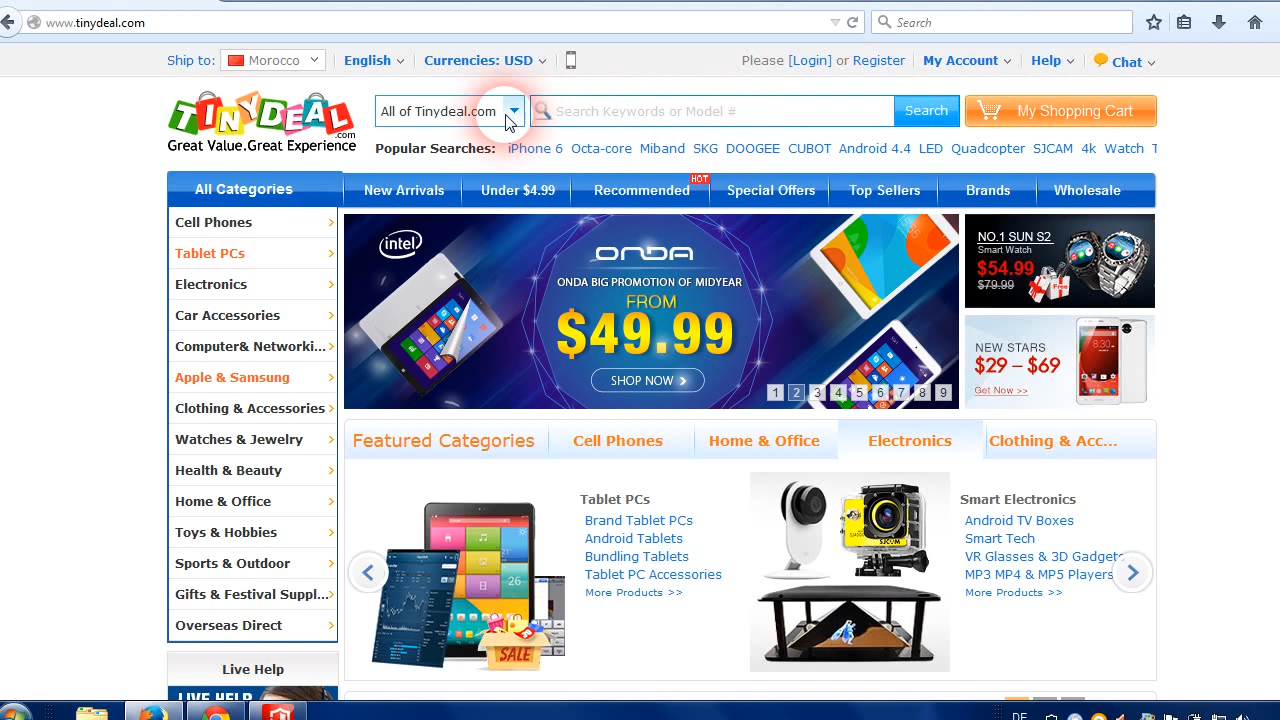 www.tinydeal.com
Search
Ship to: Morocco English Currencies: USD Please [Login] or Register My Account Help Chat
TINYDEAL
.com
Great Value.Great Experience
All of Tinydeal.com Search Keywords or Model # Search My Shopping Cart
Popular Searches: iPhone 6 Octa-core Miband SKG DOOGEE CUBOT Android 4.4 LED Quadcopter SJCAM 4k Watch T
All Categories New Arrivals Under $4.99 Recommended HOT Special Offers Top Sellers Brands Wholesale
Cell Phones
Tablet PCs
Electronics
Car Accessories
Computer& Networki...
Apple & Samsung
Clothing & Accessories
Watches & Jewelry
Health & Beauty
Home & Office
Toys & Hobbies
Sports & Outdoor
Gifts & Festival Suppl...
Overseas Direct
Live Help
LIVE HELP
intel
ONDA
ONDA BIG PROMOTION OF MIDYEAR
FROM
$49.99
SHOP NOW
1 2 3 4 5 6 7 8 9
NO.1 SUN S2
Smart Watch
$54.99
$79.99
Free
NEW STARS
$29 – $69
Get Now >>
8:30
Featured Categories Cell Phones Home & Office Electronics Clothing & Acc...
26
SALE
Tablet PCs
Brand Tablet PCs
Android Tablets
Bundling Tablets
Tablet PC Accessories
More Products >>
SJCAM
Smart Electronics
Android TV Boxes
Smart Tech
VR Glasses & 3D Gadgets
MP3 MP4 & MP5 Players
More Products >>
DE